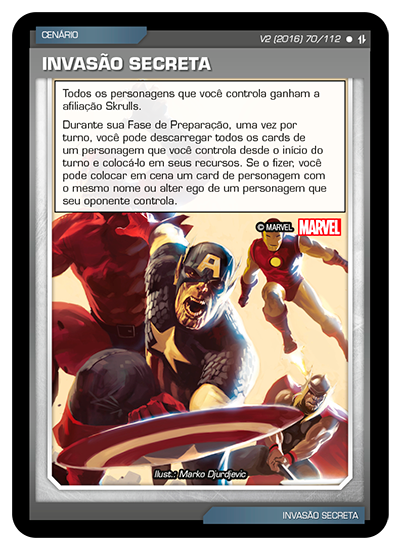 CENÁRIO
V2 (2016) 70/112
INVASÃO SECRETA
Todos os personagens que você controla ganham a
afiliação Skrulls.
Durante sua Fase de Preparação, uma vez por
turno, você pode descarregar todos os cards de
um personagem que você controla desde o início do
turno e colocá-lo em seus recursos. Se o fizer, você
pode colocar em cena um card de personagem com
o mesmo nome ou alter ego de um personagem que
seu oponente controla.
© MARVEL MARVEL
Ilust.: Marko Djurdjevic
INVASÃO SECRETA